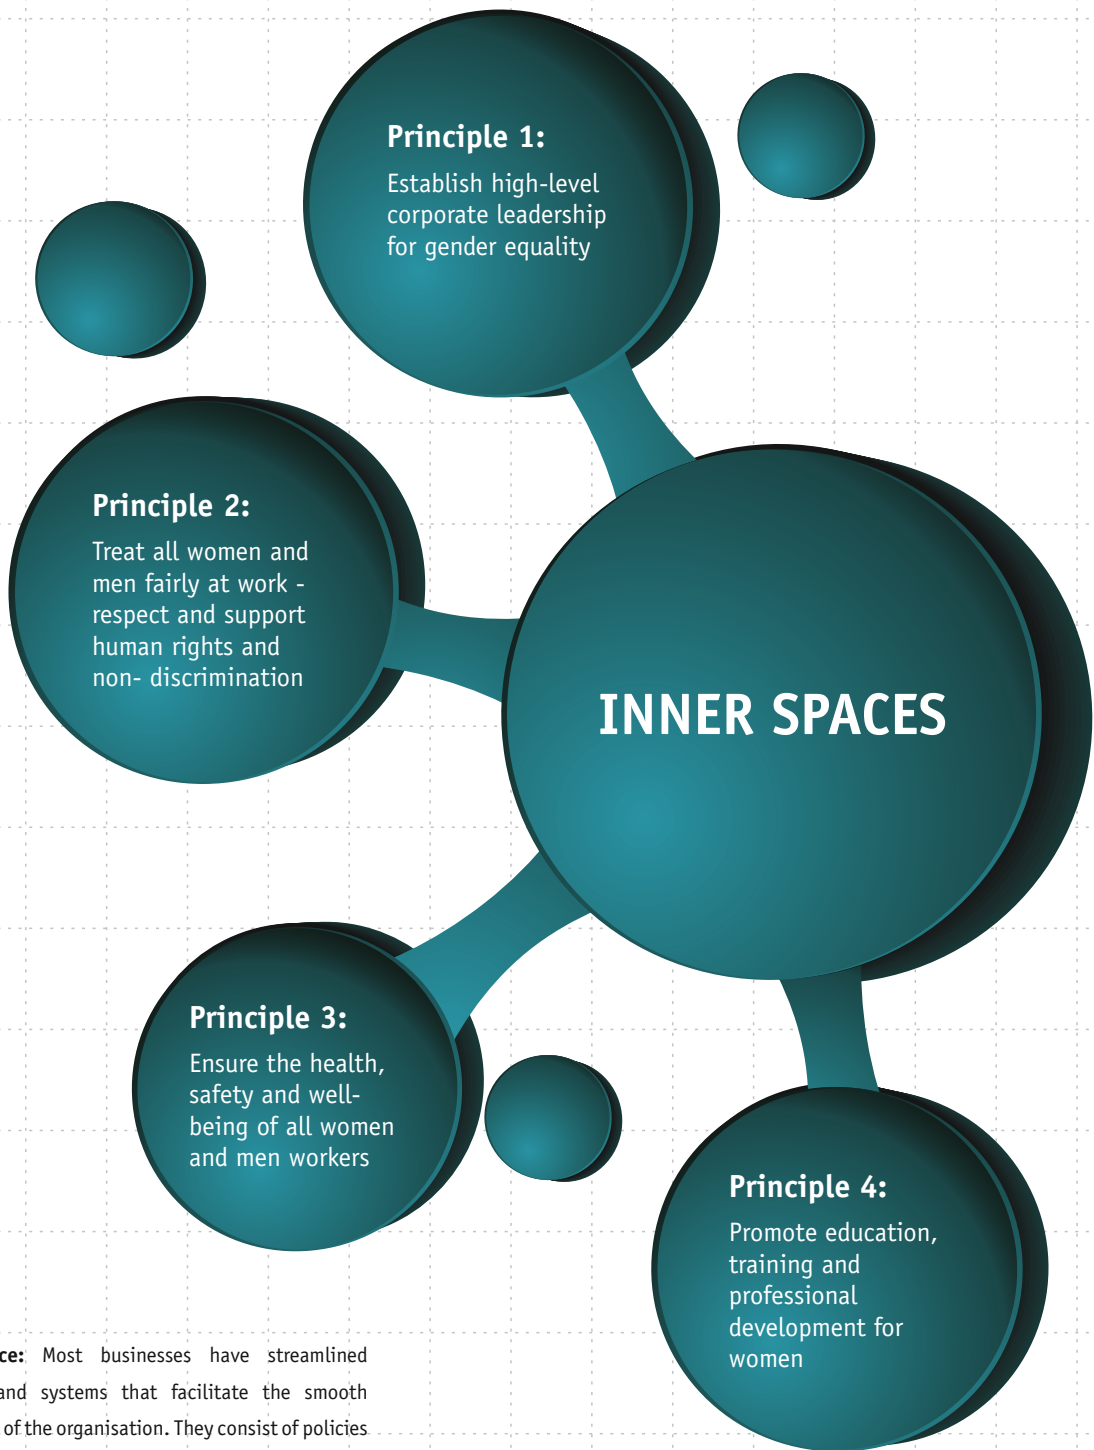 Principle 1:
Establish high-level
corporate leadership
for gender equality
Principle 2:
Treat all women and
men fairly at work -
respect and support
human rights and
non- discrimination
INNER SPACES
Principle 3:
Ensure the health,
safety and well-
being of all women
and men workers
Principle 4:
Promote education,
training and
professional
development for
women
Most businesses have streamlined
and systems that facilitate the smooth
of the organisation. They consist of policies